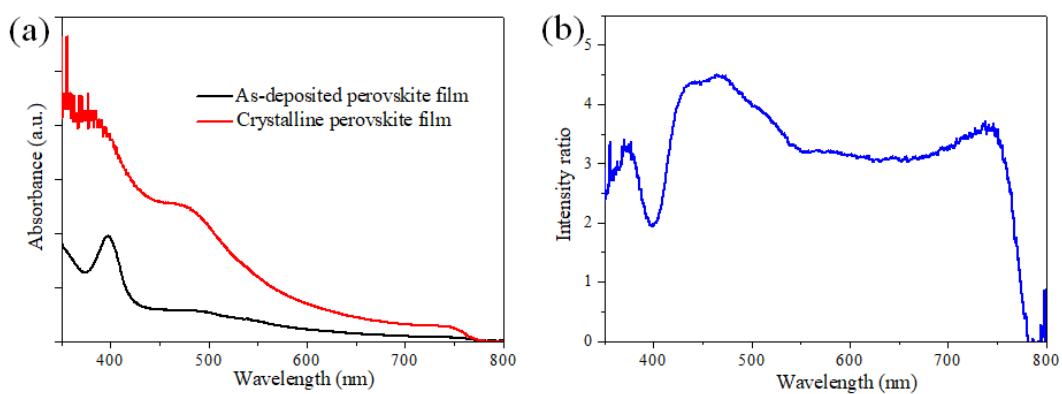 (a)
As-deposited perovskite film
Crystalline perovskite film
Absorbance (a.u.)
400
500
600
700
800
Wavelength (nm)
(b)
5
4
3
2
1
0
Intensity ratio
400
500
600
700
800
Wavelength (nm)